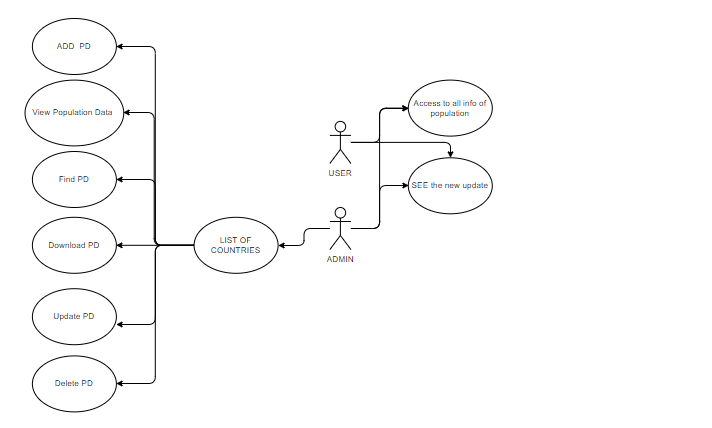 ADD PD
View Population Data
Find PD
Download PD
Update PD
Delete PD
LIST OF
COUNTRIES
USER
ADMIN
Access to all info of
population
SEE the new update